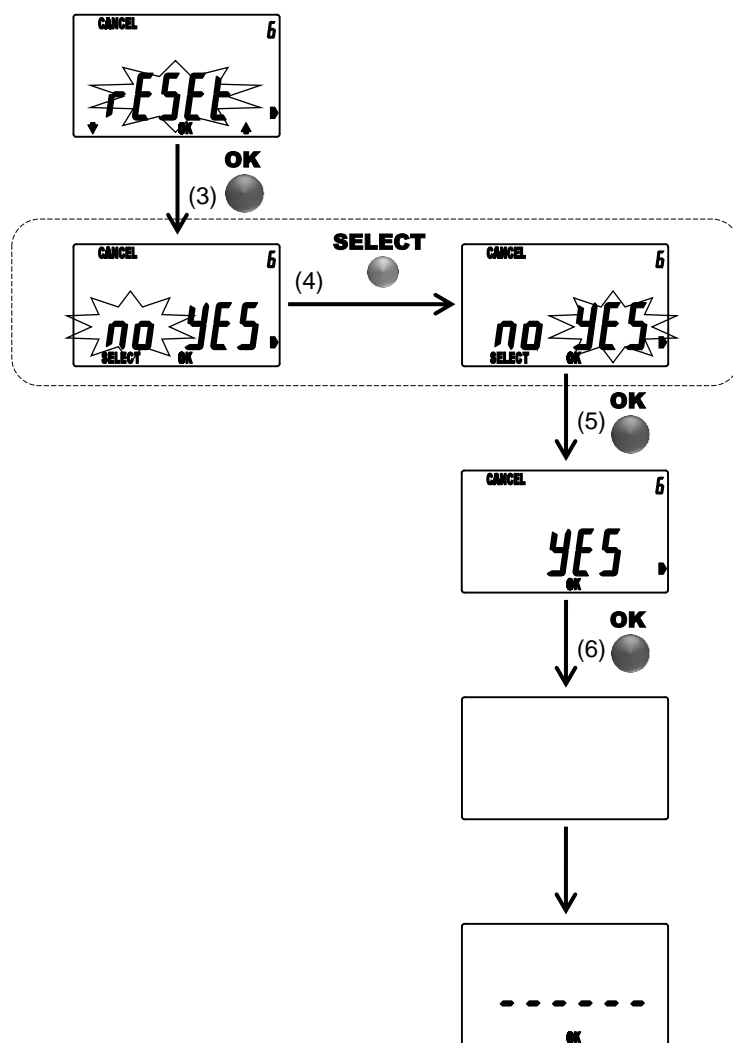 CANCEL 6
rESEt
OK
OK
(3)
CANCEL 6
no YES
SELECT OK
SELECT
(4)
CANCEL 6
no YES
SELECT OK
OK
(5)
CANCEL 6
YES
OK
OK
(6)
- - - - - -
OK